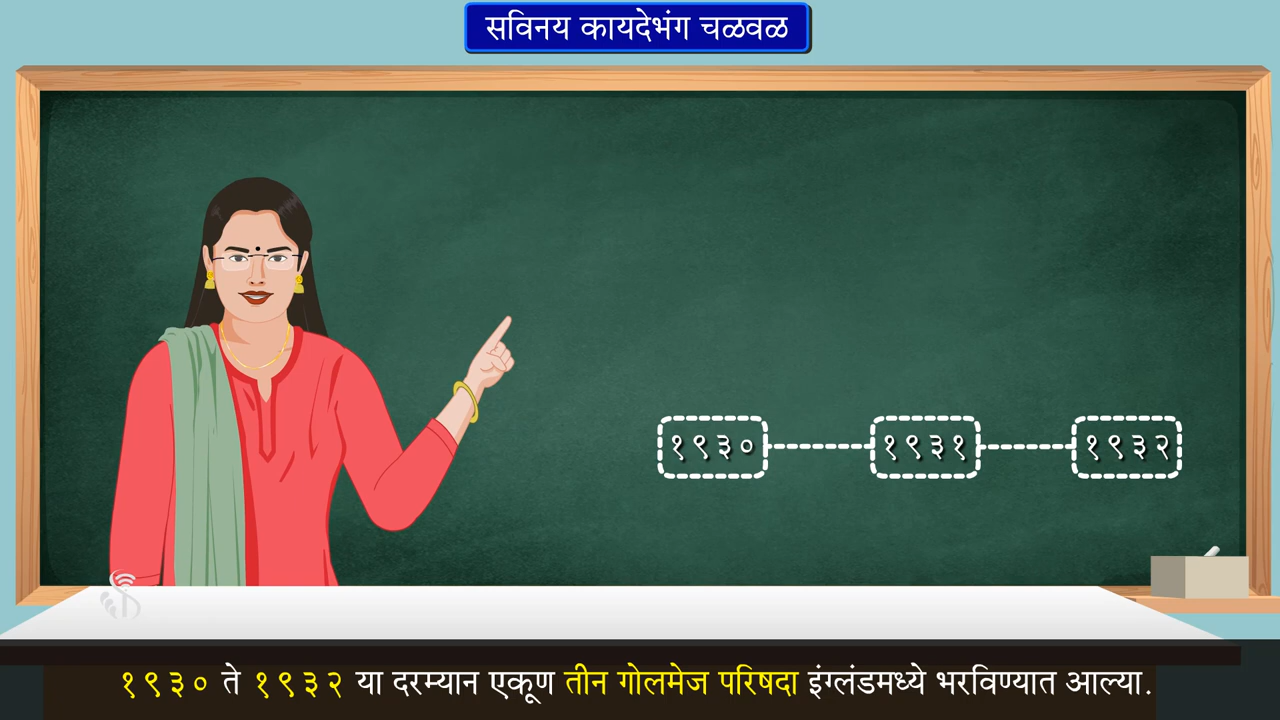 सविनय कायदेभंग चळवळ
१९३० १९३१ १९३२
१९३० ते १९३२ या दरम्यान एकूण तीन गोलमेज परिषदा इंग्लंडमध्ये भरविण्यात आल्या.